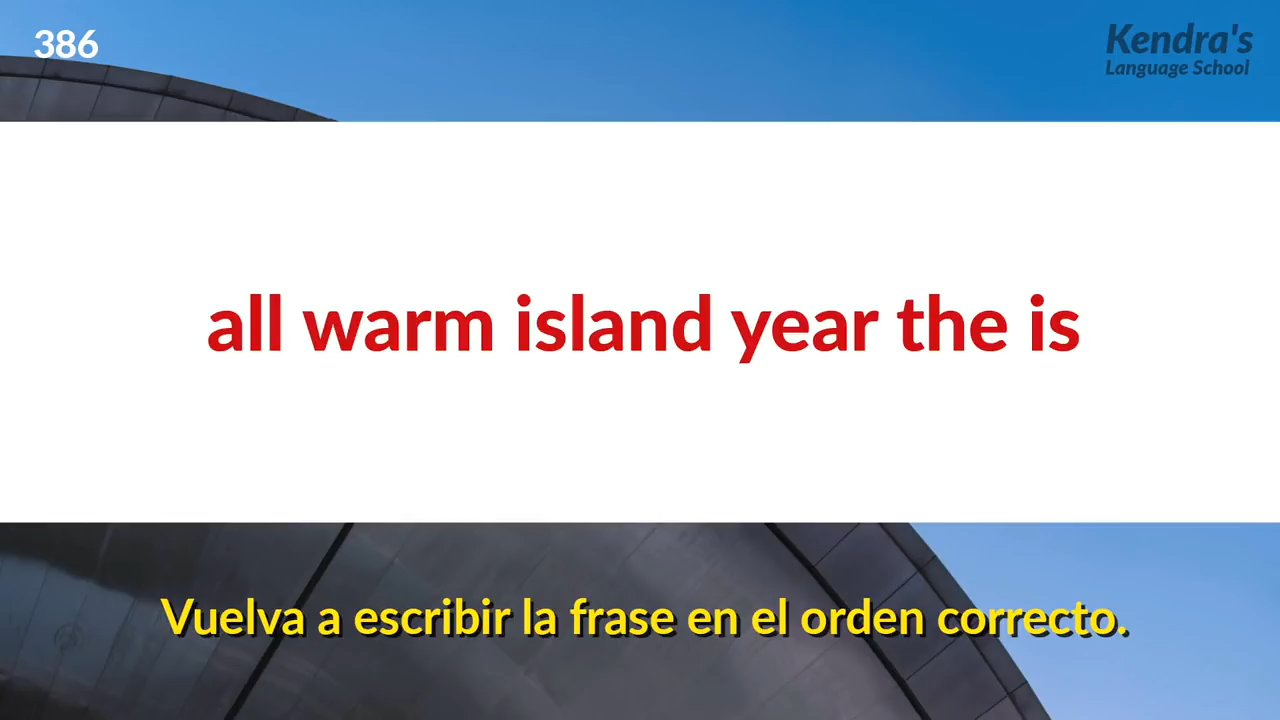 386
Kendra's
Language School
all warm island year the is
Vuelva a escribir la frase en el orden correcto.